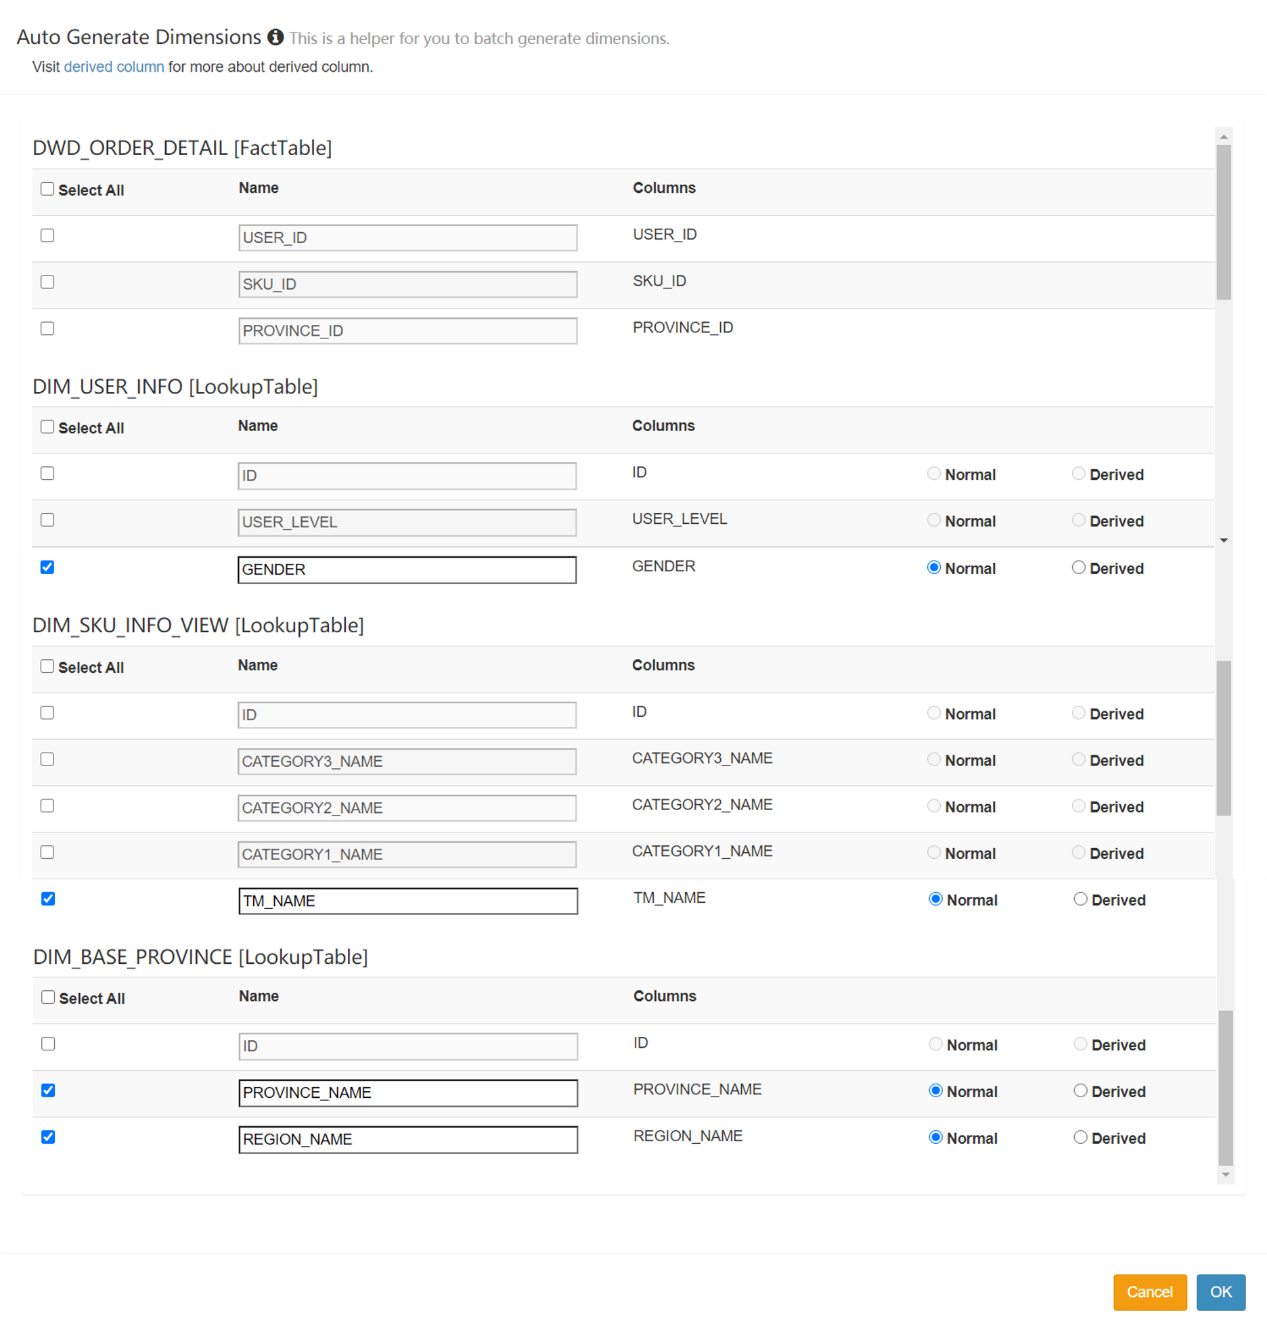 Auto Generate Dimensions This is a helper for you to batch generate dimensions.
Visit derived column for more about derived column.
DWD_ORDER_DETAIL [FactTable]
Select All Name Columns
USER_ID USER_ID
SKU_ID SKU_ID
PROVINCE_ID PROVINCE_ID
DIM_USER_INFO [LookupTable]
Select All Name Columns
ID ID Normal Derived
USER_LEVEL USER_LEVEL Normal Derived
GENDER GENDER Normal Derived
DIM_SKU_INFO_VIEW [LookupTable]
Select All Name Columns
ID ID Normal Derived
CATEGORY3_NAME CATEGORY3_NAME Normal Derived
CATEGORY2_NAME CATEGORY2_NAME Normal Derived
CATEGORY1_NAME CATEGORY1_NAME Normal Derived
TM_NAME TM_NAME Normal Derived
DIM_BASE_PROVINCE [LookupTable]
Select All Name Columns
ID ID Normal Derived
PROVINCE_NAME PROVINCE_NAME Normal Derived
REGION_NAME REGION_NAME Normal Derived
Cancel OK